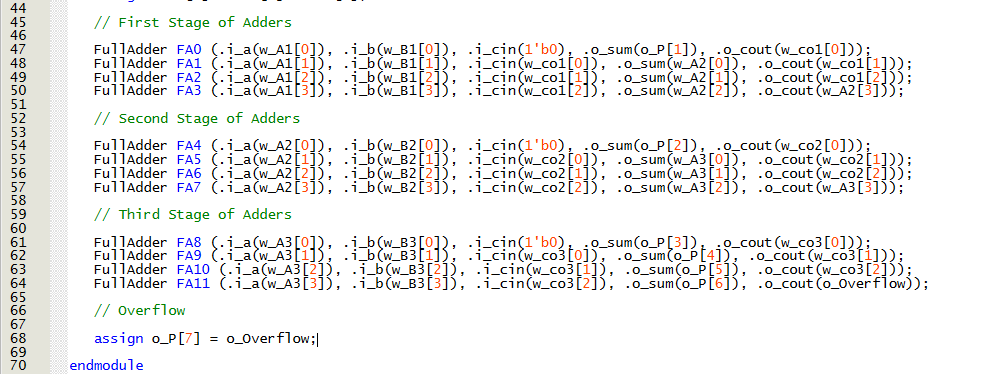 44
45 // First Stage of Adders
46
47 FullAdder FA0 (.i_a(w_A1[0]), .i_b(w_B1[0]), .i_cin(1'b0), .o_sum(o_P[1]), .o_cout(w_co1[0]));
48 FullAdder FA1 (.i_a(w_A1[1]), .i_b(w_B1[1]), .i_cin(w_co1[0]), .o_sum(w_A2[0]), .o_cout(w_co1[1]));
49 FullAdder FA2 (.i_a(w_A1[2]), .i_b(w_B1[2]), .i_cin(w_co1[1]), .o_sum(w_A2[1]), .o_cout(w_co1[2]));
50 FullAdder FA3 (.i_a(w_A1[3]), .i_b(w_B1[3]), .i_cin(w_co1[2]), .o_sum(w_A2[2]), .o_cout(w_A2[3]));
51
52 // Second Stage of Adders
53
54 FullAdder FA4 (.i_a(w_A2[0]), .i_b(w_B2[0]), .i_cin(1'b0), .o_sum(o_P[2]), .o_cout(w_co2[0]));
55 FullAdder FA5 (.i_a(w_A2[1]), .i_b(w_B2[1]), .i_cin(w_co2[0]), .o_sum(w_A3[0]), .o_cout(w_co2[1]));
56 FullAdder FA6 (.i_a(w_A2[2]), .i_b(w_B2[2]), .i_cin(w_co2[1]), .o_sum(w_A3[1]), .o_cout(w_co2[2]));
57 FullAdder FA7 (.i_a(w_A2[3]), .i_b(w_B2[3]), .i_cin(w_co2[2]), .o_sum(w_A3[2]), .o_cout(w_A3[3]));
58
59 // Third Stage of Adders
60
61 FullAdder FA8 (.i_a(w_A3[0]), .i_b(w_B3[0]), .i_cin(1'b0), .o_sum(o_P[3]), .o_cout(w_co3[0]));
62 FullAdder FA9 (.i_a(w_A3[1]), .i_b(w_B3[1]), .i_cin(w_co3[0]), .o_sum(o_P[4]), .o_cout(w_co3[1]));
63 FullAdder FA10 (.i_a(w_A3[2]), .i_b(w_B3[2]), .i_cin(w_co3[1]), .o_sum(o_P[5]), .o_cout(w_co3[2]));
64 FullAdder FA11 (.i_a(w_A3[3]), .i_b(w_B3[3]), .i_cin(w_co3[2]), .o_sum(o_P[6]), .o_cout(o_Overflow));
65
66 // Overflow
67
68 assign o_P[7] = o_Overflow;
69
70 endmodule